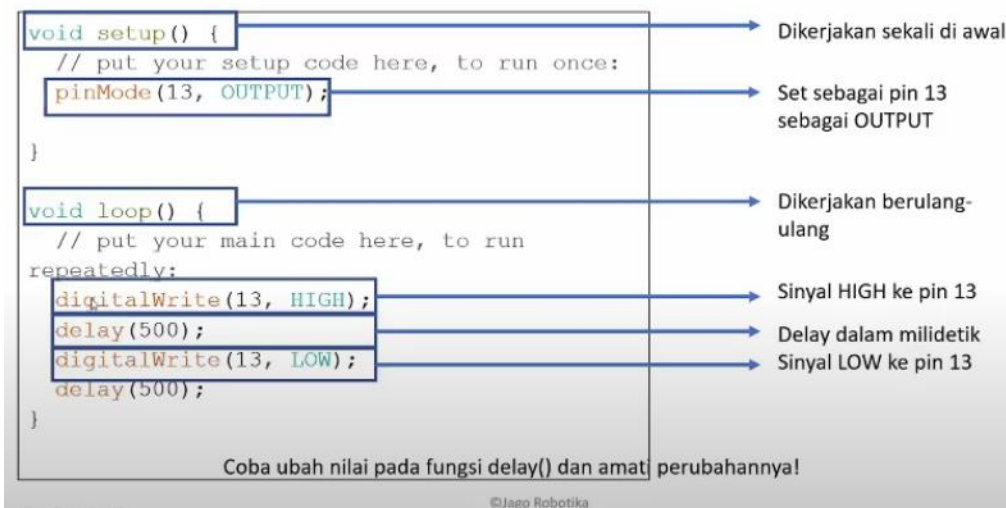 void setup() {
Dikerjakan sekali di awal
// put your setup code here, to run once:
pinMode(13, OUTPUT);
Set sebagai pin 13
sebagai OUTPUT
}
void loop() {
Dikerjakan berulang-
ulang
// put your main code here, to run
repeatedly:
digitalWrite(13, HIGH);
Sinyal HIGH ke pin 13
delay(500);
Delay dalam milidetik
digitalWrite(13, LOW);
Sinyal LOW ke pin 13
delay(500);
}
Coba ubah nilai pada fungsi delay() dan amati perubahannya!
©Jago Robotika